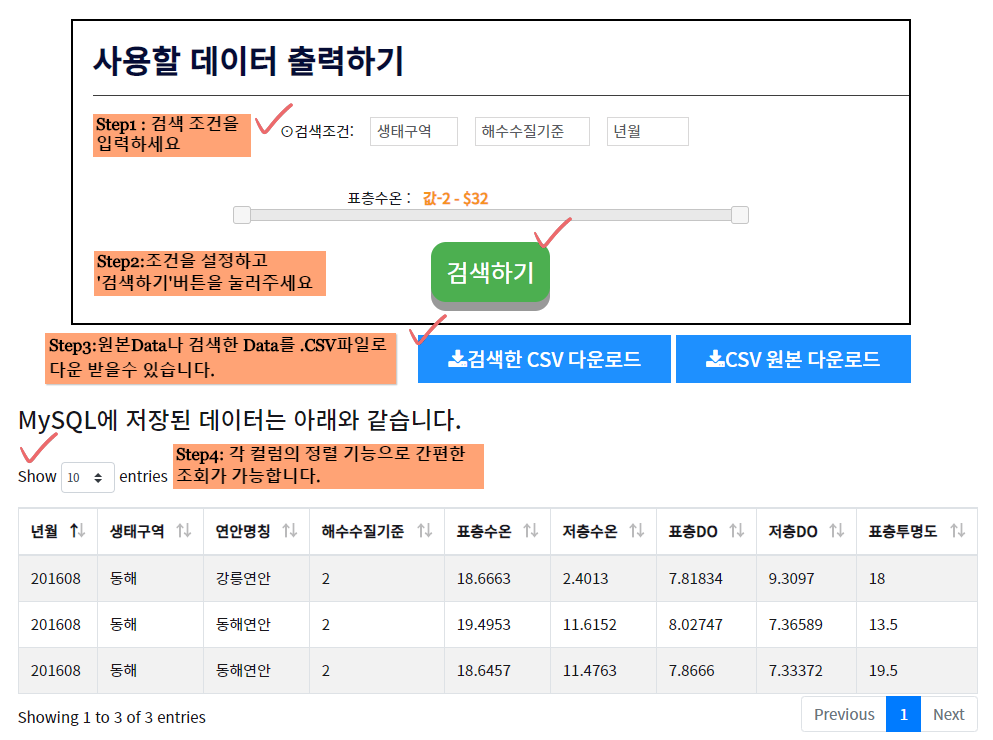 사용할 데이터 출력하기
Step1 : 검색 조건을
입력하세요
⊙검색조건: 생태구역 해수수질기준 년월
표층수온 : 값-2 - $32
Step2:조건을 설정하고
'검색하기'버튼을 눌러주세요
검색하기
Step3:원본Data나 검색한 Data를 .CSV파일로
다운 받을수 있습니다.
검색한 CSV 다운로드 CSV 원본 다운로드
MySQL에 저장된 데이터는 아래와 같습니다.
Show 10 entries
Step4: 각 컬럼의 정렬 기능으로 간편한
조회가 가능합니다.
년월 생태구역 연안명칭 해수수질기준 표층수온 저층수온 표층DO 저층DO 표층투명도
201608 동해 강릉연안 2 18.6663 2.4013 7.81834 9.3097 18
201608 동해 동해연안 2 19.4953 11.6152 8.02747 7.36589 13.5
201608 동해 동해연안 2 18.6457 11.4763 7.8666 7.33372 19.5
Showing 1 to 3 of 3 entries
Previous 1 Next